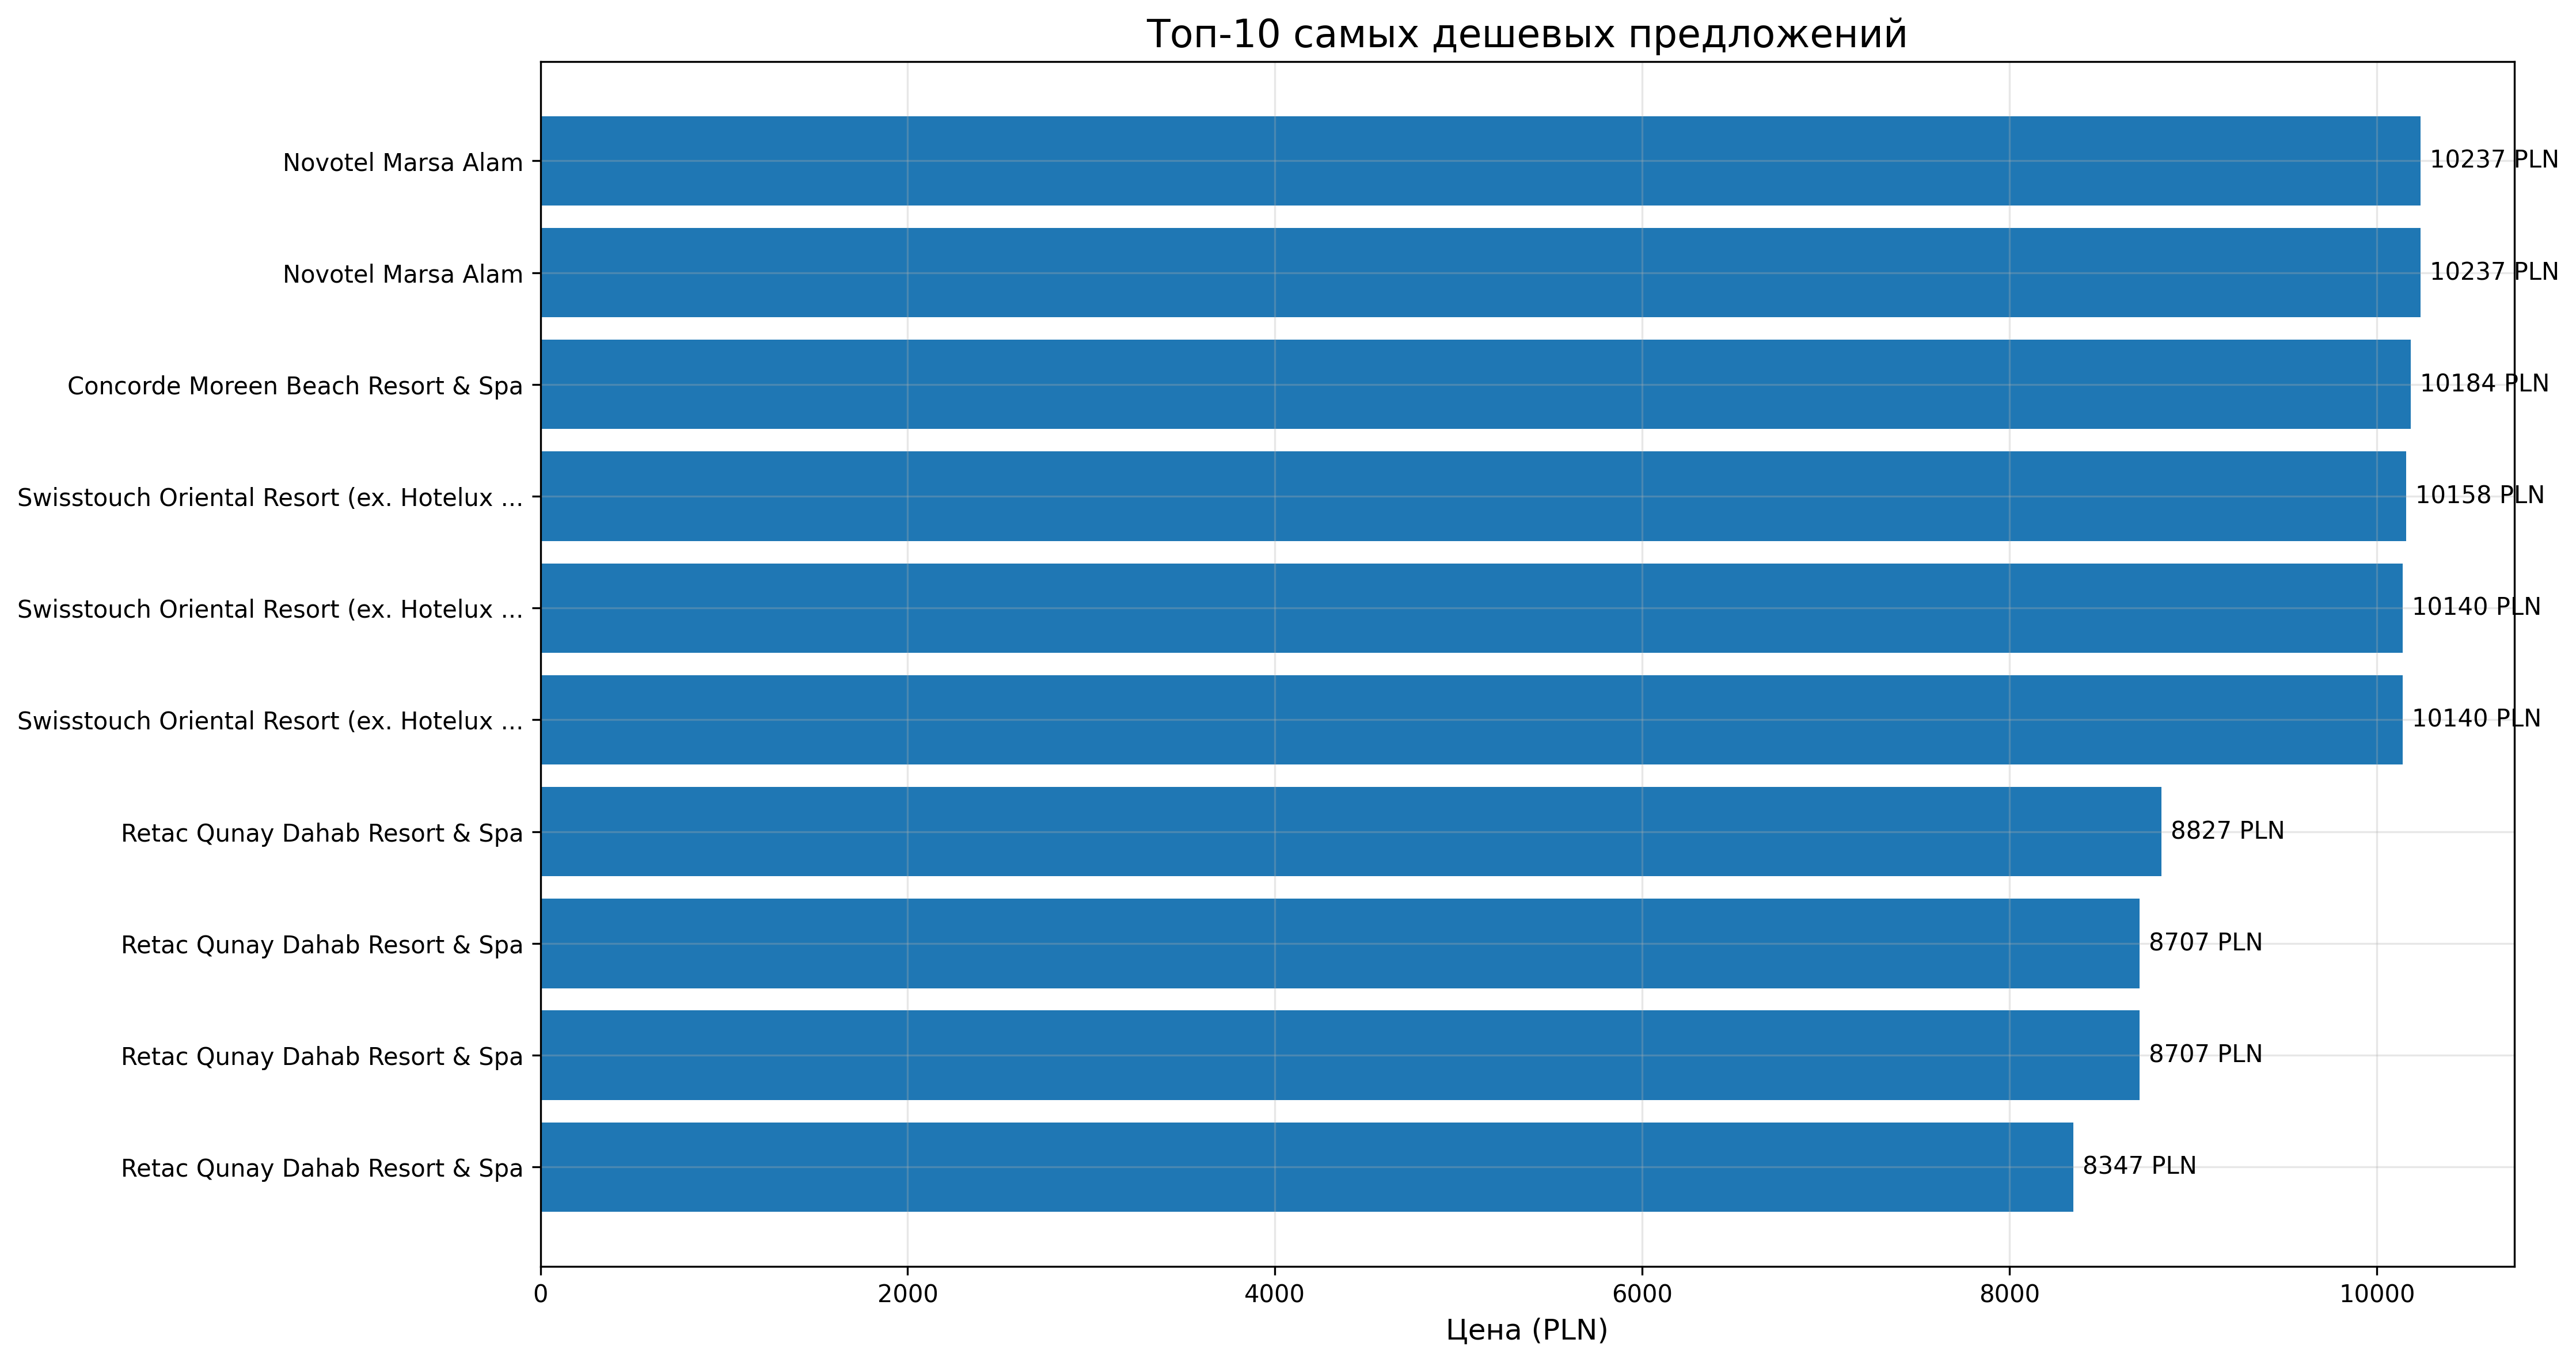 Топ-10 самых дешевых предложений
Novotel Marsa Alam 10237 PLN
Novotel Marsa Alam 10237 PLN
Concorde Moreen Beach Resort & Spa 10184 PLN
Swisstouch Oriental Resort (ex. Hotelux ... 10158 PLN
Swisstouch Oriental Resort (ex. Hotelux ... 10140 PLN
Swisstouch Oriental Resort (ex. Hotelux ... 10140 PLN
Retac Qunay Dahab Resort & Spa 8827 PLN
Retac Qunay Dahab Resort & Spa 8707 PLN
Retac Qunay Dahab Resort & Spa 8707 PLN
Retac Qunay Dahab Resort & Spa 8347 PLN
0 2000 4000 6000 8000 10000
Цена (PLN)